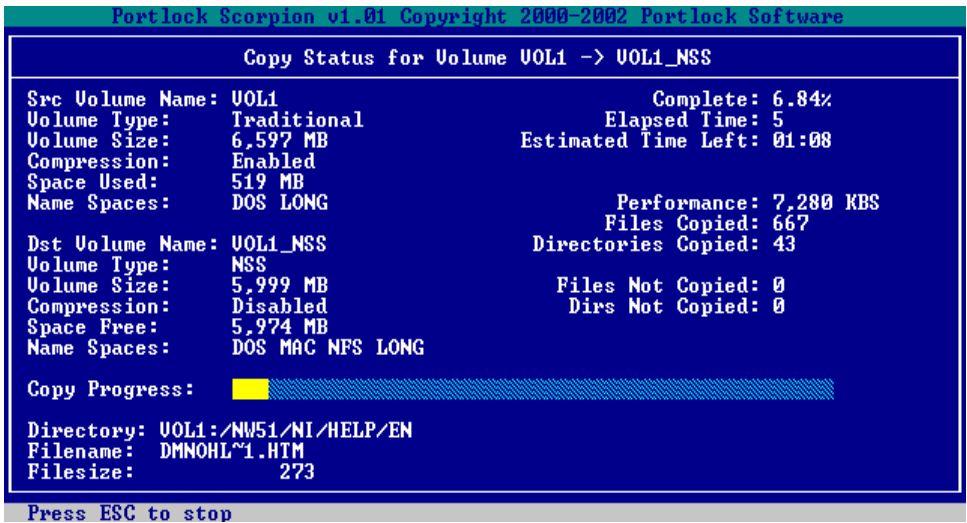 Portlock Scorpion v1.01 Copyright 2000-2002 Portlock Software
Copy Status for Volume VOL1 -> VOL1_NSS
Src Volume Name: VOL1 Complete: 6.84%
Volume Type: Traditional Elapsed Time: 5
Volume Size: 6,597 MB Estimated Time Left: 01:08
Compression: Enabled
Space Used: 519 MB
Name Spaces: DOS LONG Performance: 7,280 KBS
Files Copied: 667
Dst Volume Name: VOL1_NSS Directories Copied: 43
Volume Type: NSS
Volume Size: 5,999 MB Files Not Copied: 0
Compression: Disabled Dirs Not Copied: 0
Space Free: 5,974 MB
Name Spaces: DOS MAC NFS LONG
Copy Progress:
Directory: VOL1:/NW51/NI/HELP/EN
Filename: DMNOHL~1.HTM
Filesize: 273
Press ESC to stop